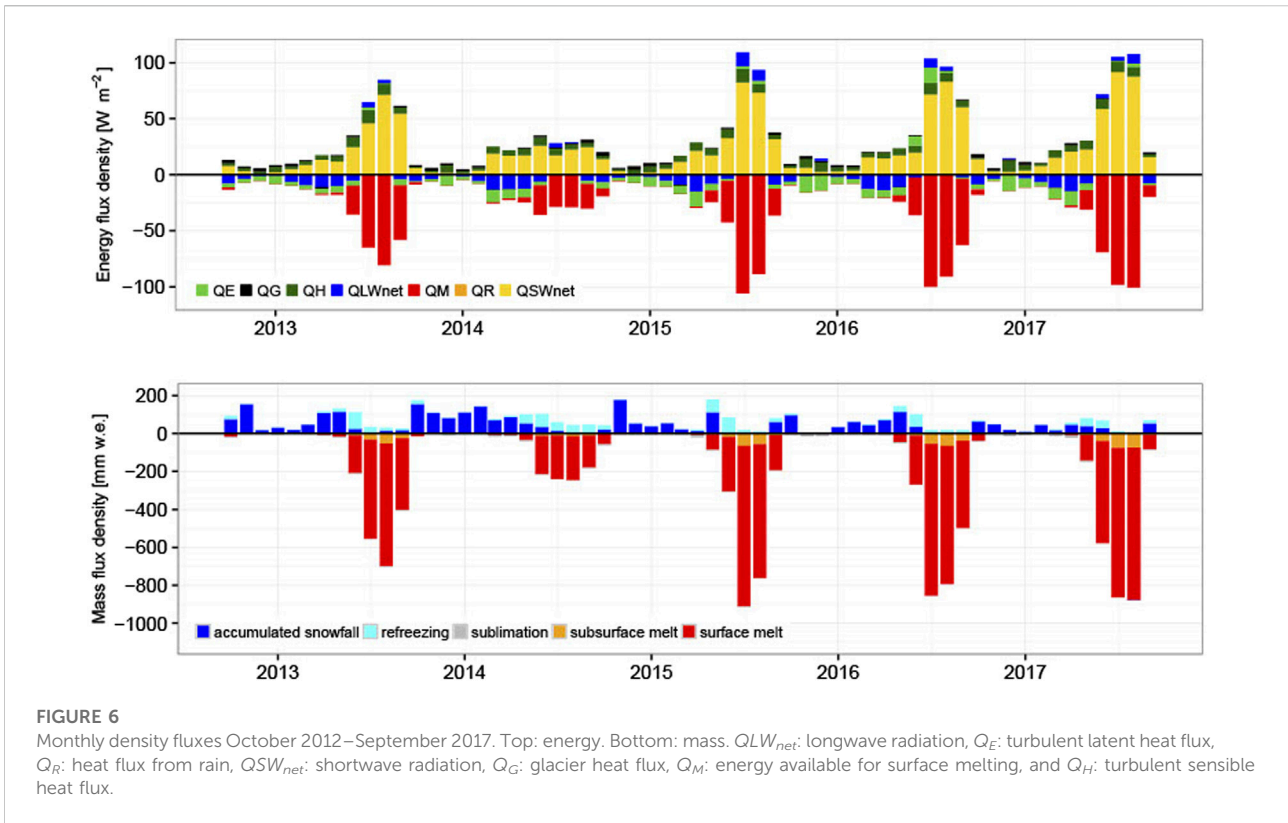 100
50
0
−50
−100
Energy flux density [W m⁻²]
QE QG QH QLWnet QM QR QSWnet
2013 2014 2015 2016 2017
200
0
−200
−400
−600
−800
−1000
Mass flux density [mm w.e,]
accumulated snowfall refreezing sublimation subsurface melt surface melt
2013 2014 2015 2016 2017
FIGURE 6
Monthly density fluxes October 2012–September 2017. Top: energy. Bottom: mass. QLWnet: longwave radiation, QE: turbulent latent heat flux,
QR: heat flux from rain, QSWnet: shortwave radiation, QG: glacier heat flux, QM: energy available for surface melting, and QH: turbulent sensible
heat flux.